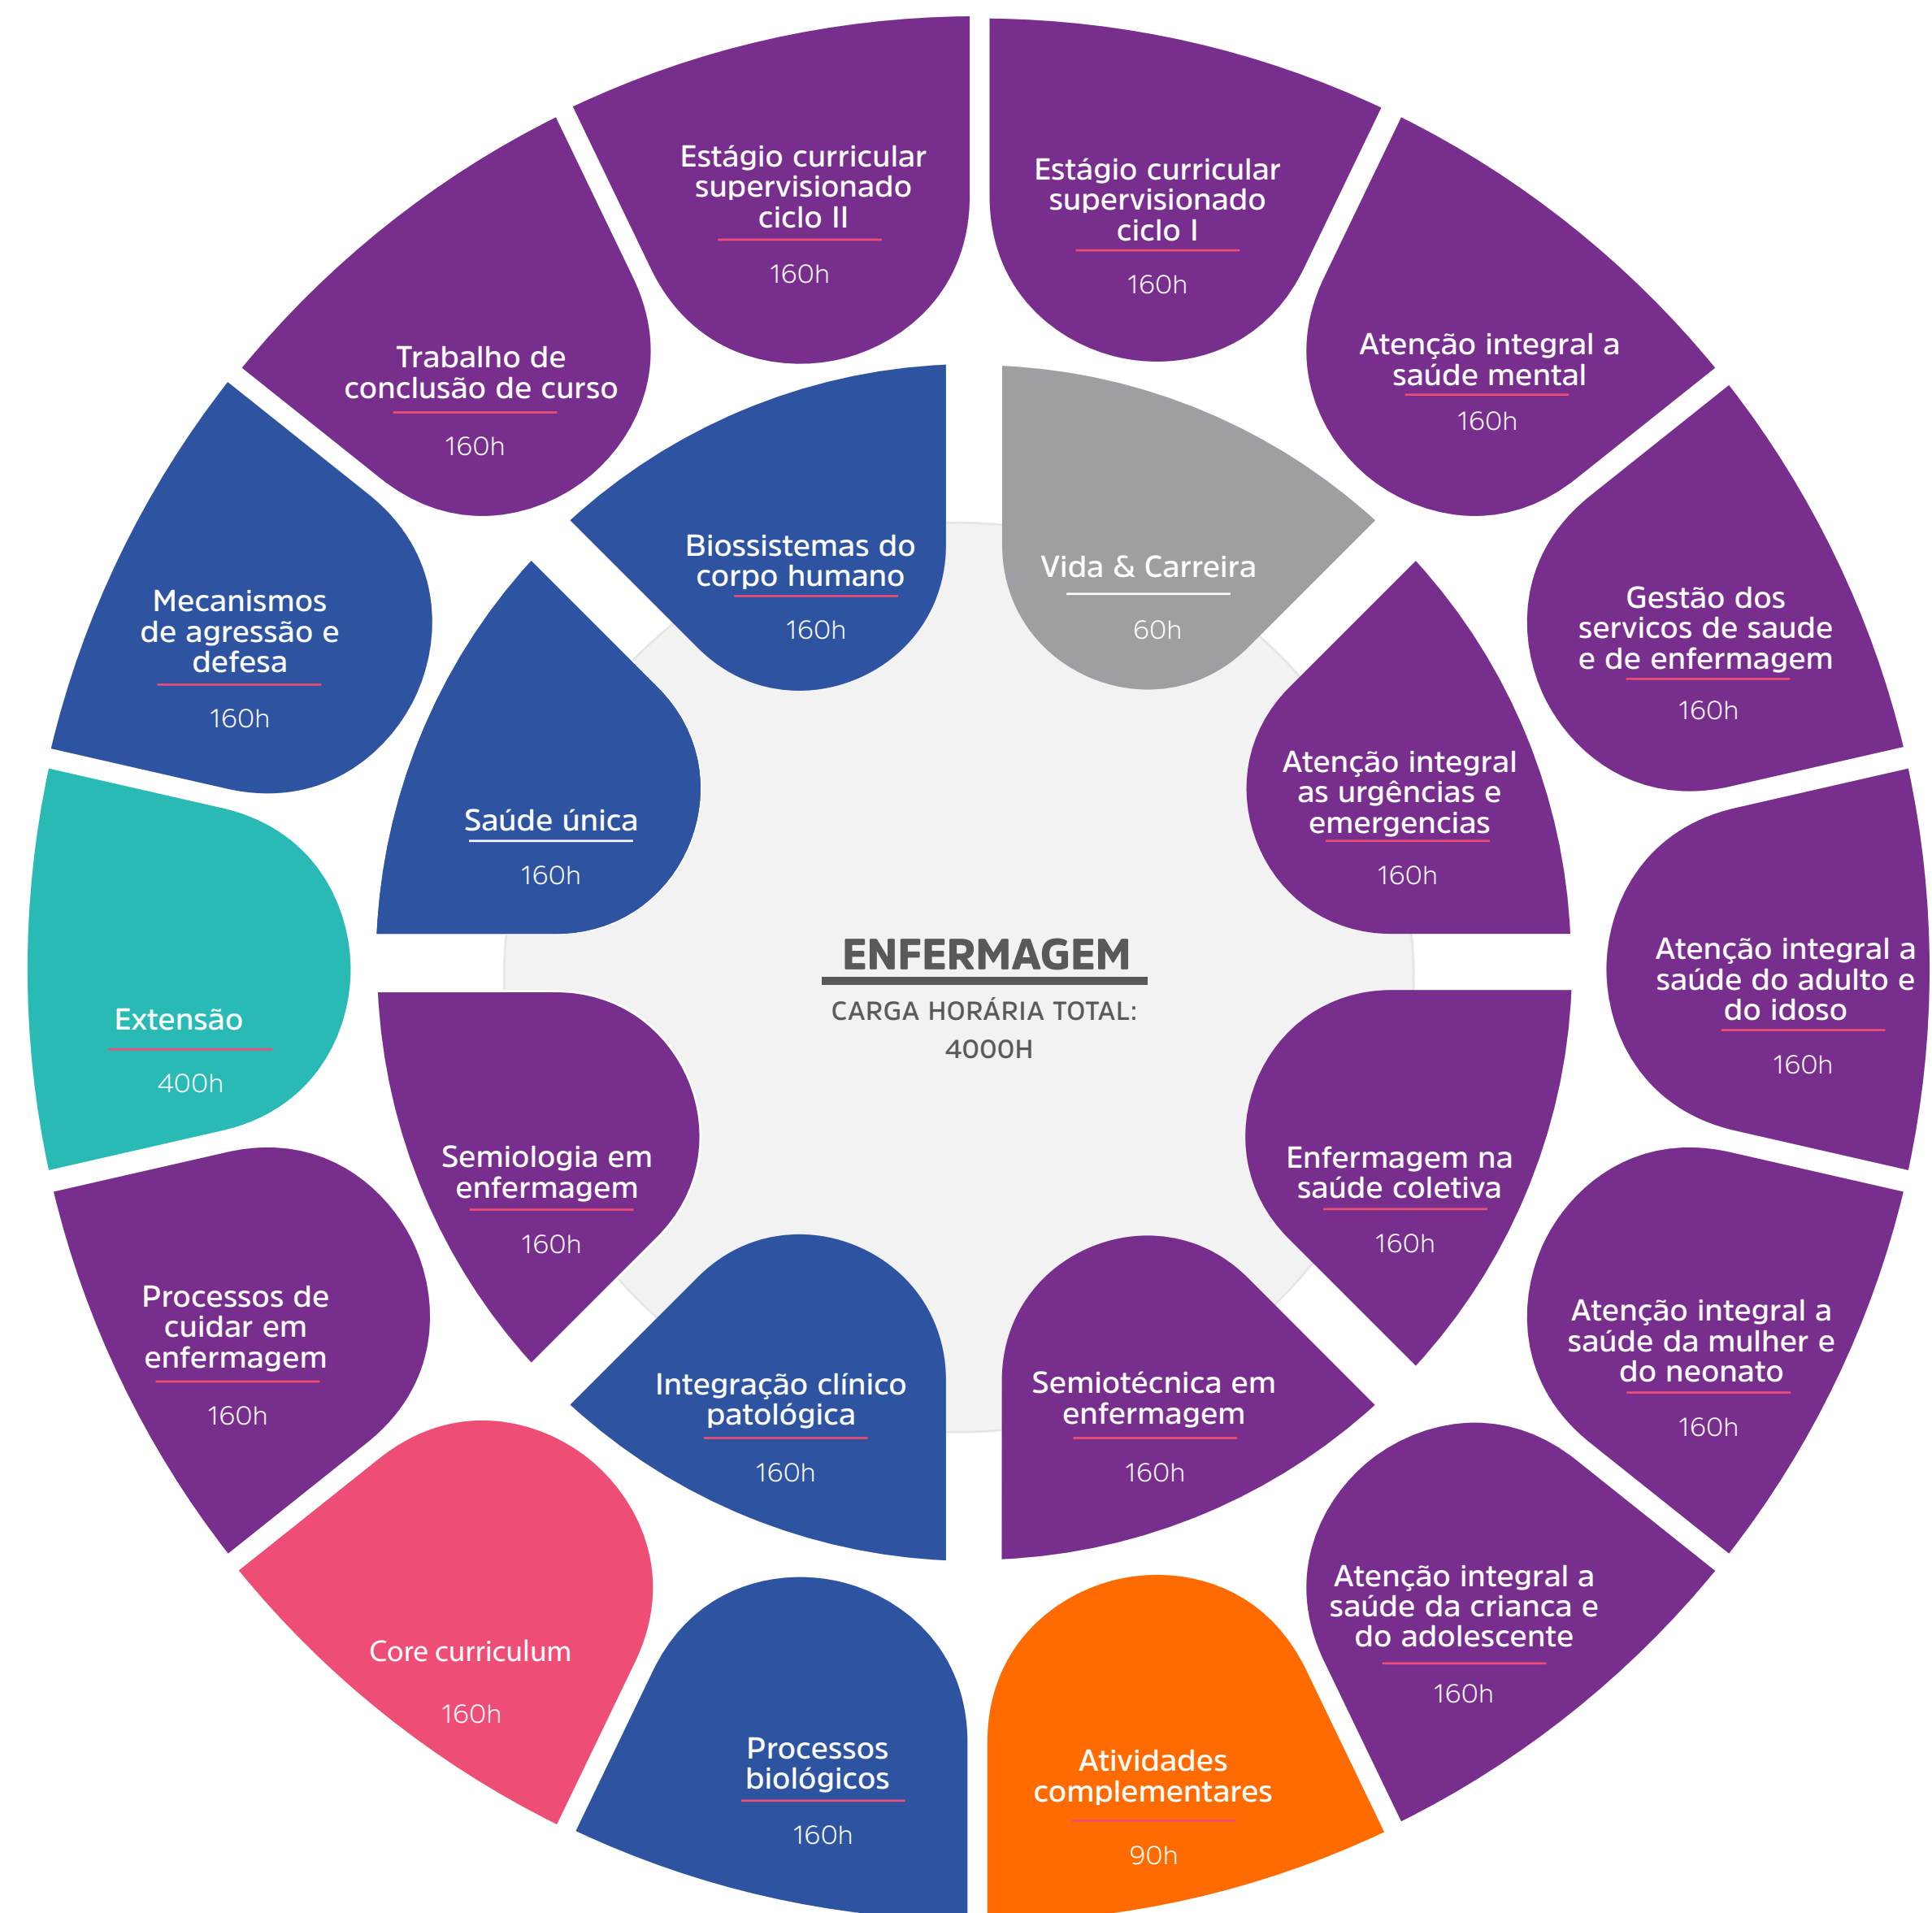 Estágio curricular
supervisionado
ciclo II
160h
Estágio curricular
supervisionado
ciclo I
160h
Trabalho de
conclusão de curso
160h
Atenção integral a
saúde mental
160h
Biossistemas do
corpo humano
160h
Vida & Carreira
60h
Mecanismos
de agressão e
defesa
160h
Gestão dos
servicos de saude
e de enfermagem
160h
Saúde única
160h
Atenção integral
as urgências e
emergencias
160h
Extensão
400h
ENFERMAGEM
CARGA HORÁRIA TOTAL:
4000H
Atenção integral a
saúde do adulto e
do idoso
160h
Semiologia em
enfermagem
160h
Enfermagem na
saúde coletiva
160h
Processos de
cuidar em
enfermagem
160h
Atenção integral a
saúde da mulher e
do neonato
160h
Integração clínico
patológica
160h
Semiotécnica em
enfermagem
160h
Core curriculum
160h
Atenção integral a
saúde da crianca e
do adolescente
160h
Processos
biológicos
160h
Atividades
complementares
90h